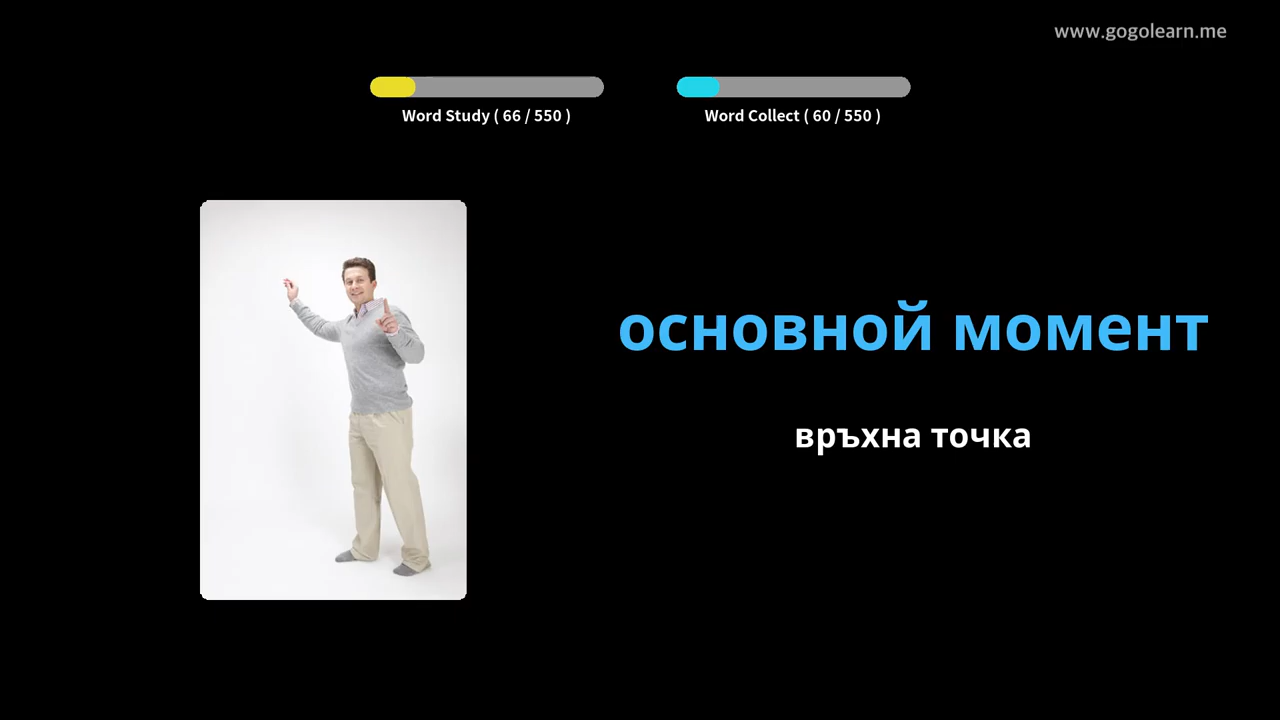 www.gogolearn.me
Word Study ( 66 / 550 )
Word Collect ( 60 / 550 )
основной момент
връхна точка